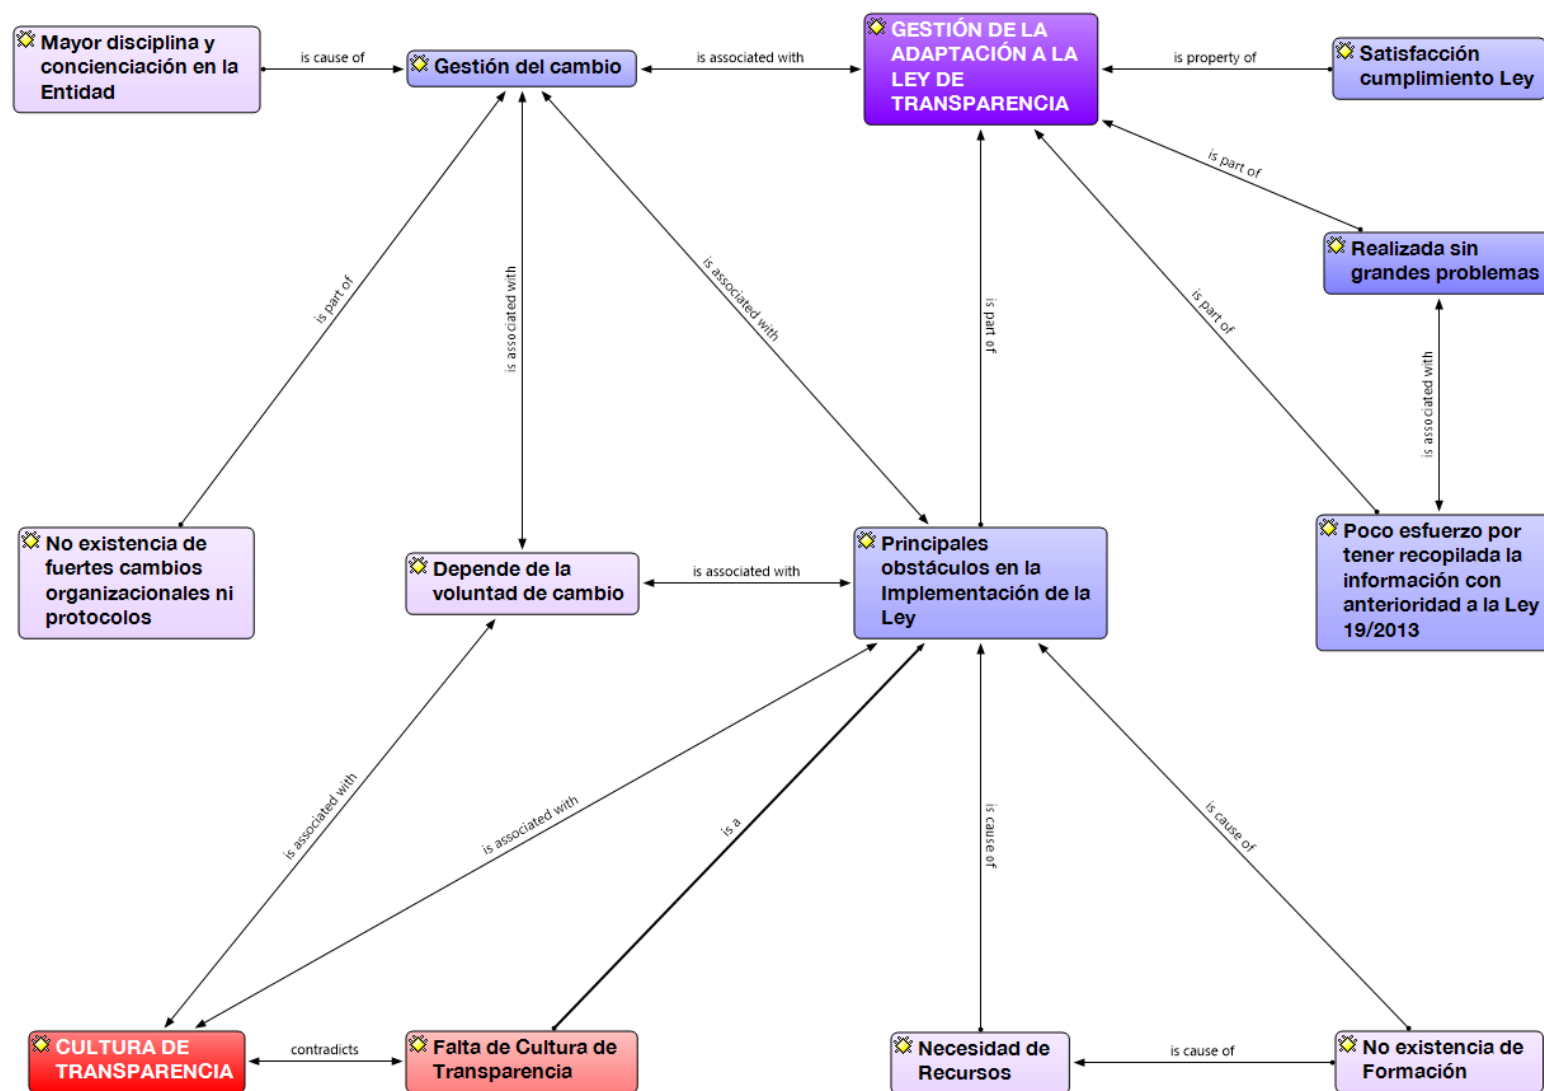 Mayor disciplina y
concienciación en la
Entidad
is cause of
Gestión del cambio
is associated with
GESTIÓN DE LA
ADAPTACIÓN A LA
LEY DE
TRANSPARENCIA
is property of
Satisfacción
cumplimiento Ley
is part of
Realizada sin
grandes problemas
is part of
is associated with
is associated with
is part of
is part of
is associated with
No existencia de
fuertes cambios
organizacionales ni
protocolos
Depende de la
voluntad de cambio
is associated with
Principales
obstáculos en la
Implementación de la
Ley
Poco esfuerzo por
tener recopilada la
información con
anterioridad a la Ley
19/2013
is associated with
is associated with
is a
is cause of
is cause of
CULTURA DE
TRANSPARENCIA
contradicts
Falta de Cultura de
Transparencia
Necesidad de
Recursos
is cause of
No existencia de
Formación